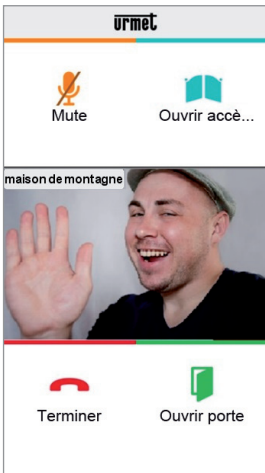 urmet
Mute Ouvrir accè...
maison de montagne
Terminer Ouvrir porte